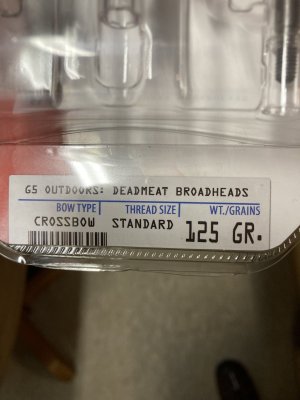 G5 OUTDOORS: DEADMEAT BROADHEADS
BOW TYPE THREAD SIZE WT./GRAINS
CROSSBOW STANDARD 125 GR.